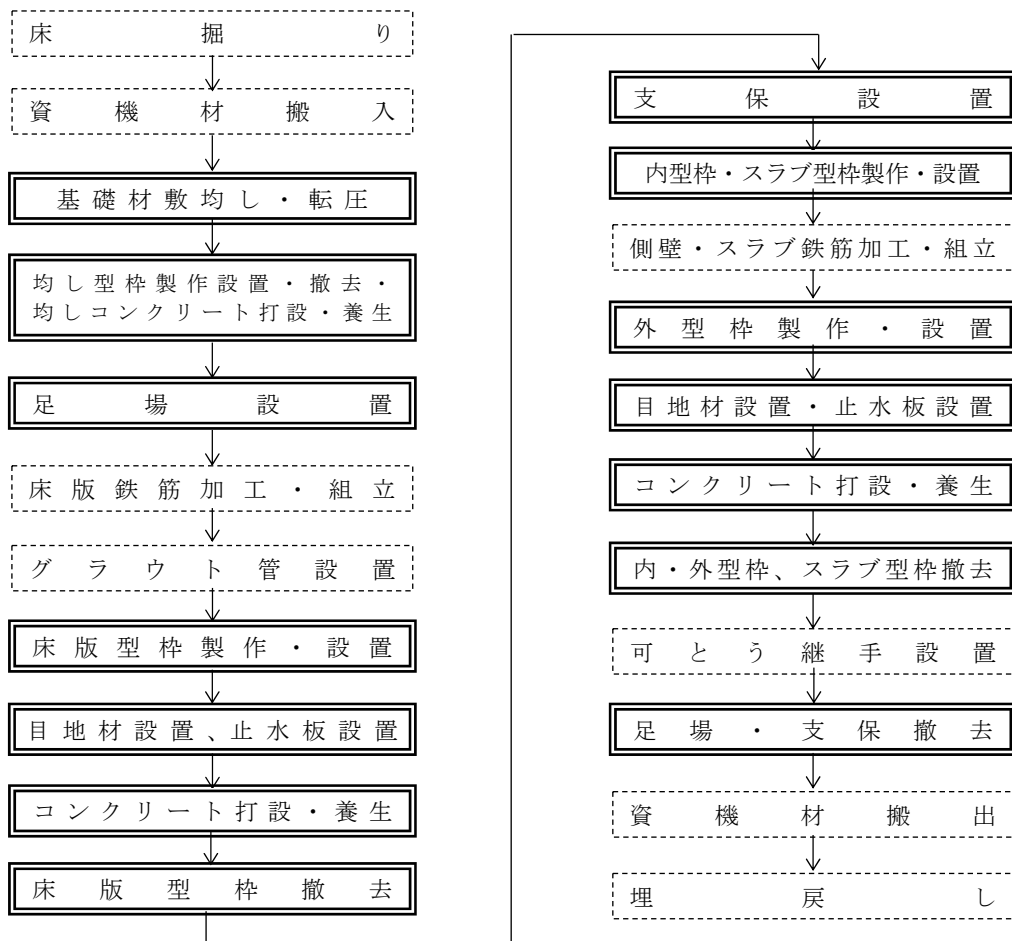 床掘り
資機材搬入
基礎材敷均し・転圧
均し型枠製作設置・撤去・
均しコンクリート打設・養生
足場設置
床版鉄筋加工・組立
グラウト管設置
床版型枠製作・設置
目地材設置、止水板設置
コンクリート打設・養生
床版型枠撤去
支保設置
内型枠・スラブ型枠製作・設置
側壁・スラブ鉄筋加工・組立
外型枠製作・設置
目地材設置・止水板設置
コンクリート打設・養生
内・外型枠、スラブ型枠撤去
可とう継手設置
足場・支保撤去
資機材搬出
埋戻し